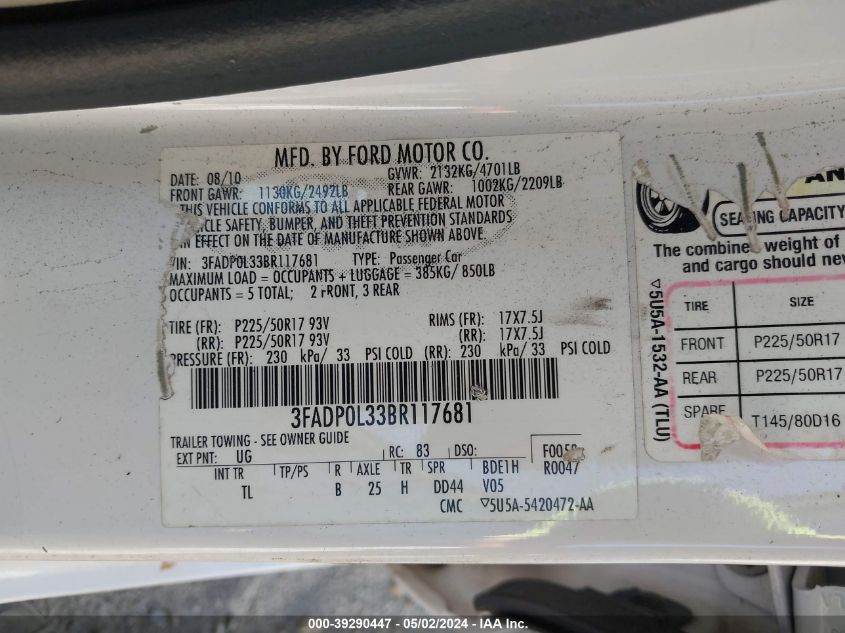 MFD. BY FORD MOTOR CO.
DATE: 08/10 GVWR: 2132KG/4701LB
FRONT GAWR: 1130KG/2492LB REAR GAWR: 1002KG/2209LB
THIS VEHICLE CONFORMS TO ALL APPLICABLE FEDERAL MOTOR
SAFETY, BUMPER, AND THEFT PREVENTION STANDARDS
IN EFFECT ON THE DATE OF MANUFACTURE SHOWN ABOVE.
VIN: 3FADP0L33BR117681 TYPE: Passenger Car
MAXIMUM LOAD = OCCUPANTS + LUGGAGE = 385KG/ 850LB
OCCUPANTS = 5 TOTAL; 2 FRONT, 3 REAR
TIRE (FR): P225/50R17 93V RIMS (FR): 17X7.5J
(RR): P225/50R17 93V (RR): 17X7.5J
PRESSURE (FR): 230 kPa/ 33 PSI COLD (RR): 230 kPa/ 33 PSI COLD
3FADP0L33BR117681
TRAILER TOWING - SEE OWNER GUIDE
EXT PNT: UG RC: 83 DSO:
R0047
INT TR TP/PS R AXLE TR SPR BDE1H
TL B 25 H DD44 V05
CMC ▽5U5A-5420472-AA
AN
SEATING CAPACITY
The combined weight of
and cargo should nev
TIRE SIZE
FRONT P225/50R17
REAR P225/50R17
SPARE T145/80D16
▽5U5A-1532-AA (TLU)
000-39290447 - 05/02/2024 - IAA Inc.